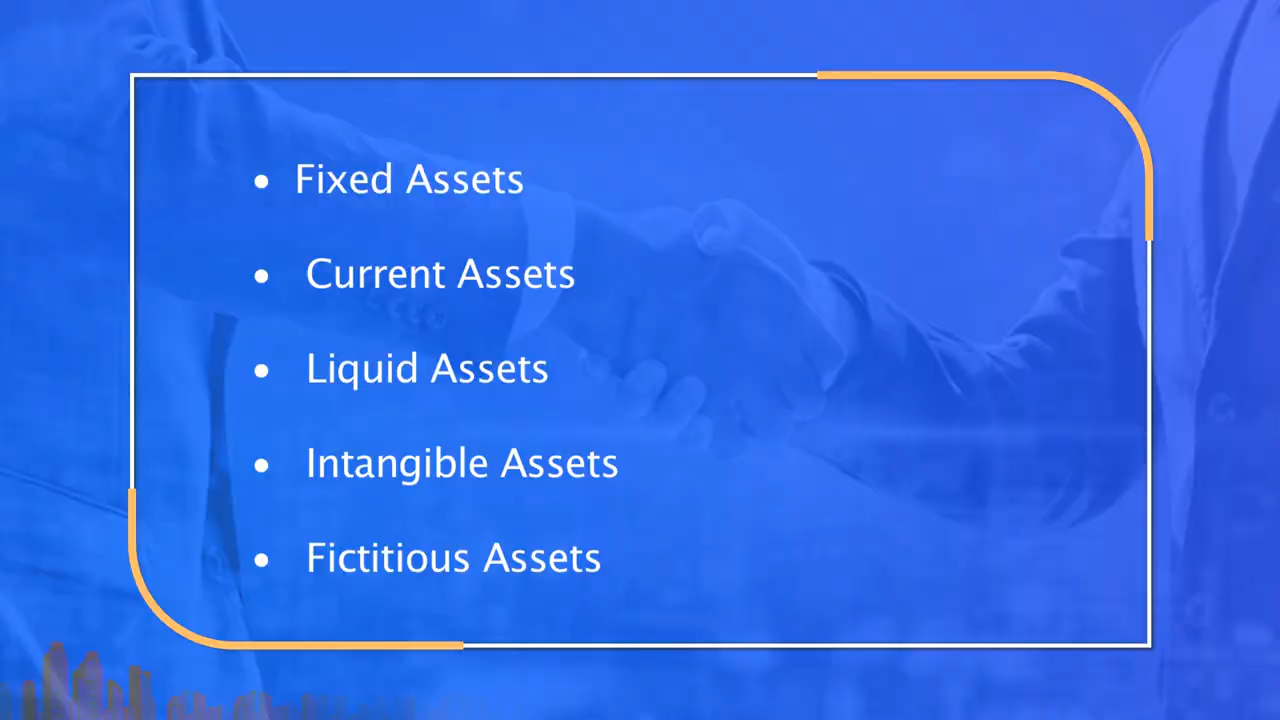 • Fixed Assets
• Current Assets
• Liquid Assets
• Intangible Assets
• Fictitious Assets